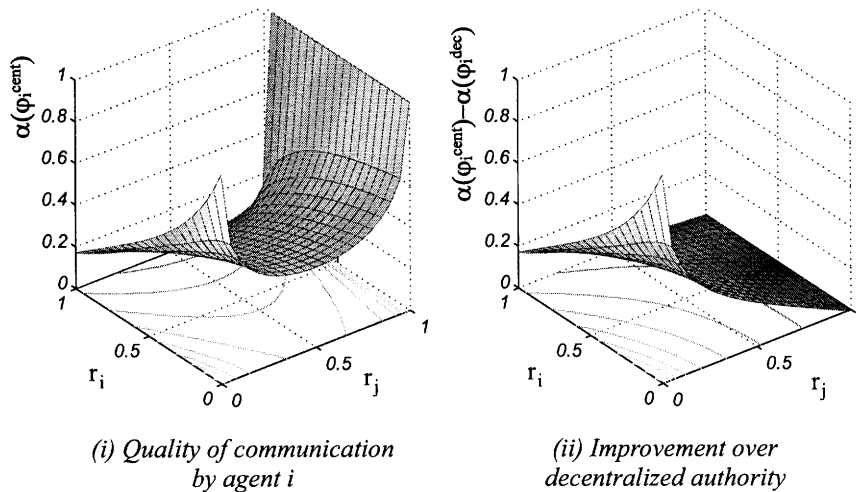 α(φᵢᶜᵉⁿᵗ)
1
0.8
0.6
0.4
0.2
0
1
0.5
0
rᵢ
0
0.5
1
rⱼ
(i) Quality of communication
by agent i
α(φᵢᶜᵉⁿᵗ)–α(φᵢᵈᵉᶜ)
1
0.8
0.6
0.4
0.2
0
1
0.5
0
rᵢ
0
0.5
1
rⱼ
(ii) Improvement over
decentralized authority